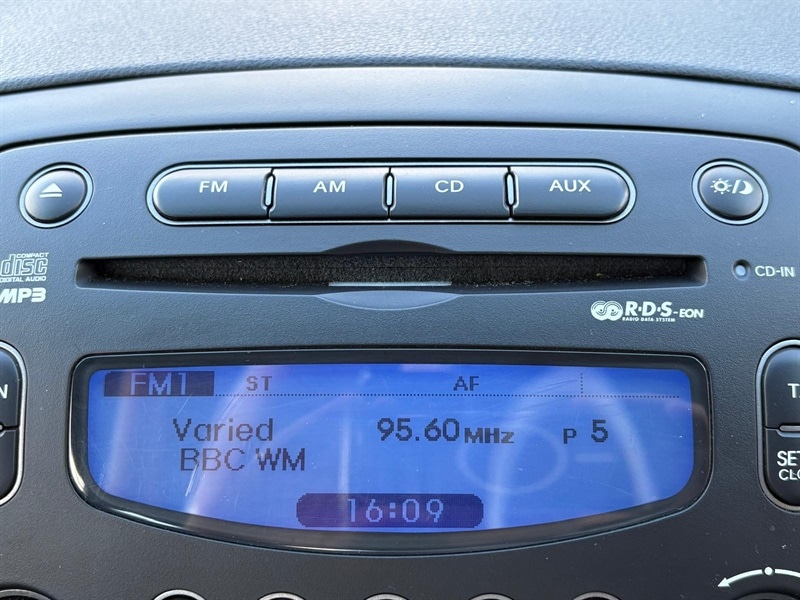 FM AM CD AUX
COMPACT
disc
DIGITAL AUDIO
MP3
CD-IN
R·D·S-EON
RADIO DATA SYSTEM
FM1 ST AF
Varied 95.60MHz P 5
BBC WM
16:09
N
T
SET
CLO